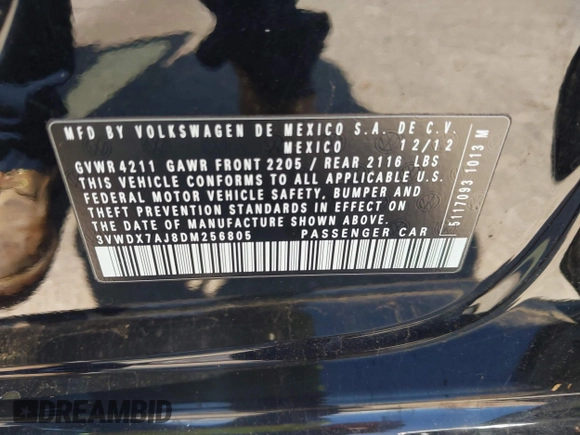 MFD BY VOLKSWAGEN DE MEXICO S.A. DE C.V.
MEXICO 12/12
GVWR 4211 GAWR FRONT 2205 / REAR 2116 LBS
THIS VEHICLE CONFORMS TO ALL APPLICABLE U.S.
FEDERAL MOTOR VEHICLE SAFETY, BUMPER AND
THEFT PREVENTION STANDARDS IN EFFECT ON
THE DATE OF MANUFACTURE SHOWN ABOVE.
3VWDX7AJ8DM256805 PASSENGER CAR
5117093 1013 M
DREAMBID